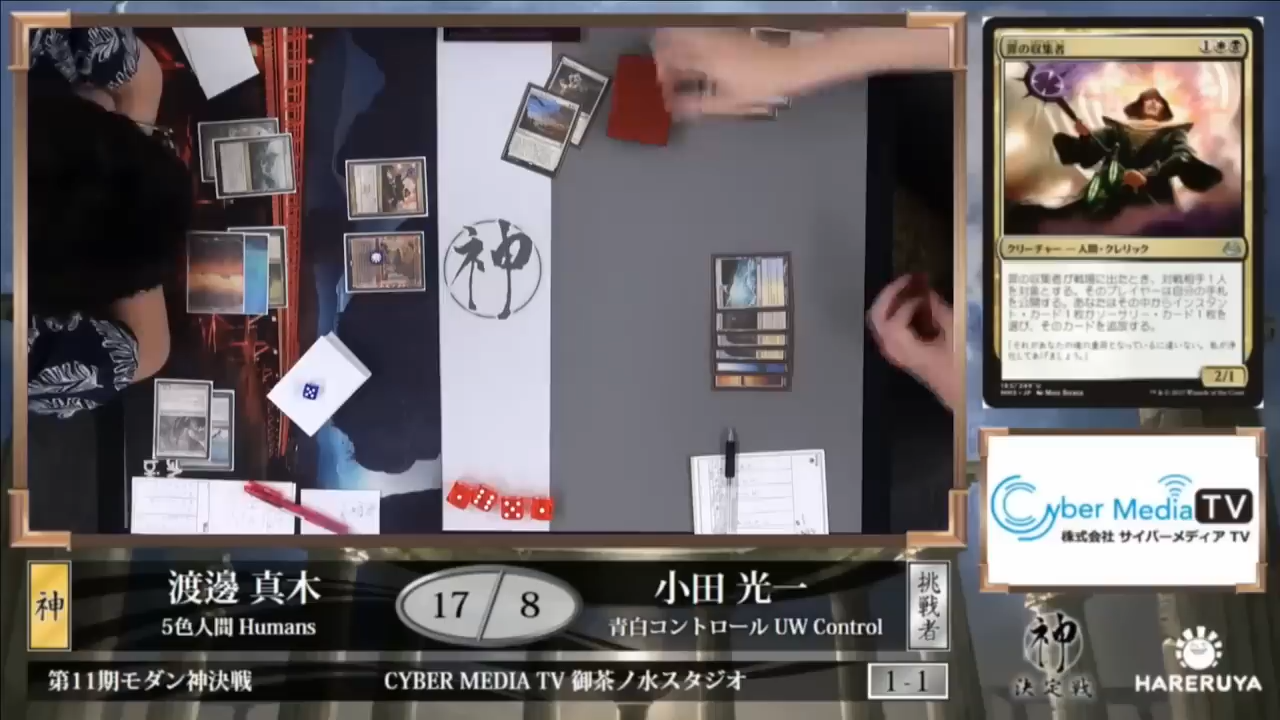 罪の収集者
クリーチャー — 人間・クレリック
罪の収集者が戦場に出たとき、対戦相手1人
を対象とする。そのプレイヤーは自分の手札
を公開する。あなたはその中からインスタン
ト・カード1枚かソーサリー・カード1枚を
選び、そのカードを追放する。
2/1
神
Cyber Media TV
株式会社 サイバーメディア TV
神
渡邊 真木
5色人間 Humans
17 / 8
小田 光一
青白コントロール UW Control
挑戦者
第11期モダン神決戦
CYBER MEDIA TV 御茶ノ水スタジオ
1 - 1
神
決定戦
HARERUYA